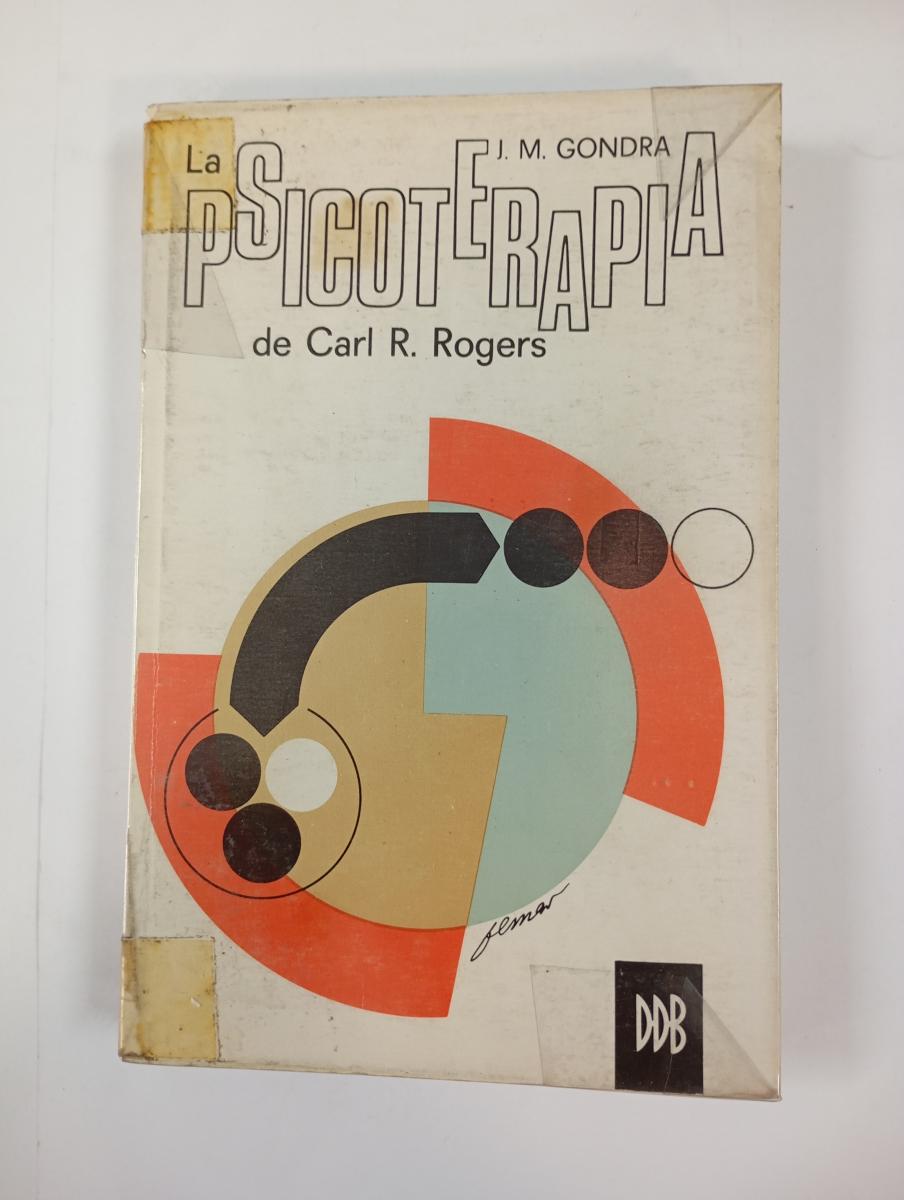 J. M. GONDRA
La
PSICOTERAPIA
de Carl R. Rogers
DDB